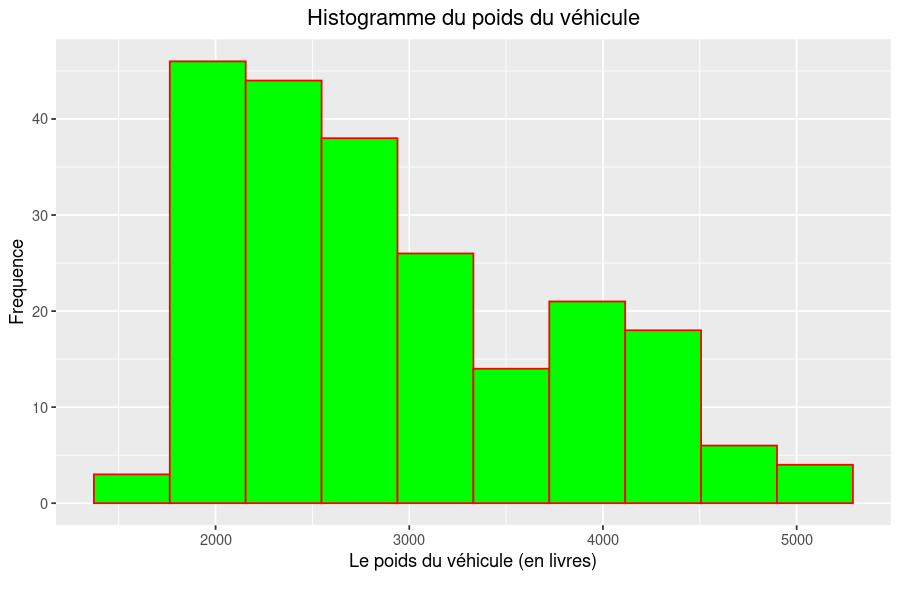 Histogramme du poids du véhicule
Frequence
40
30
20
10
0
2000 3000 4000 5000
Le poids du véhicule (en livres)